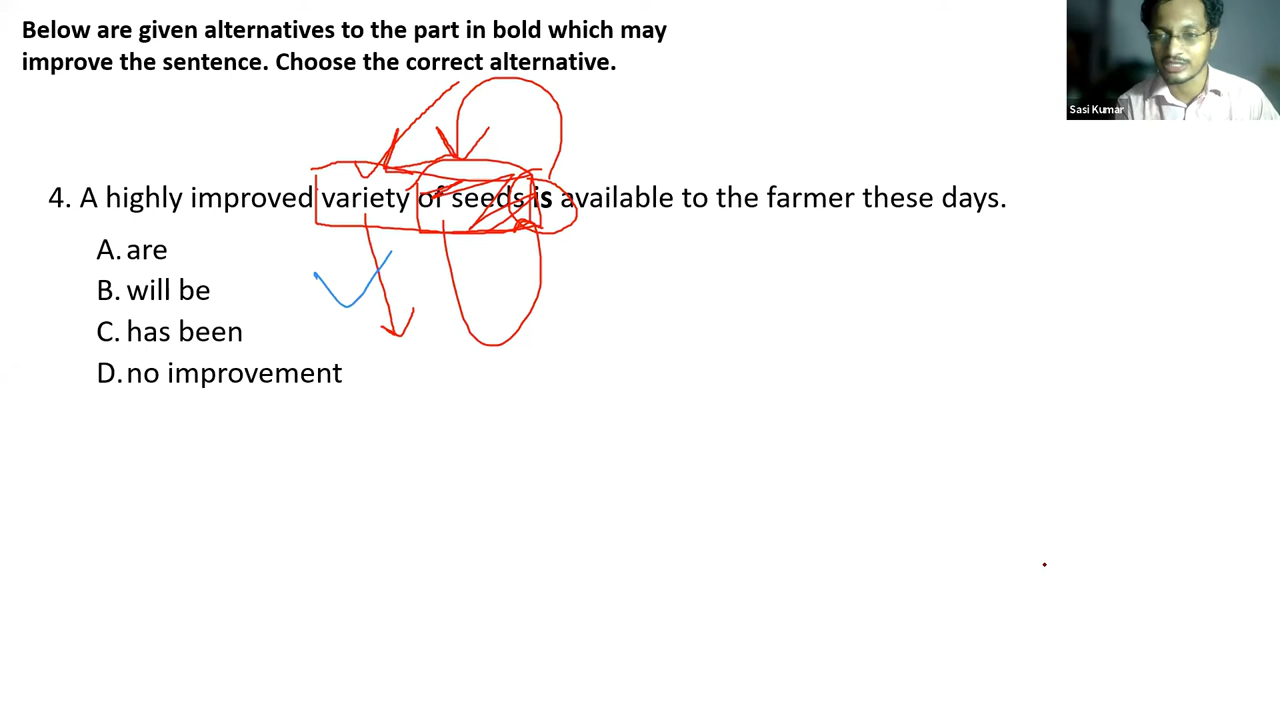 Below are given alternatives to the part in bold which may
improve the sentence. Choose the correct alternative.
Sasi Kumar
4. A highly improved variety of seeds is available to the farmer these days.
A. are
B. will be
C. has been
D. no improvement